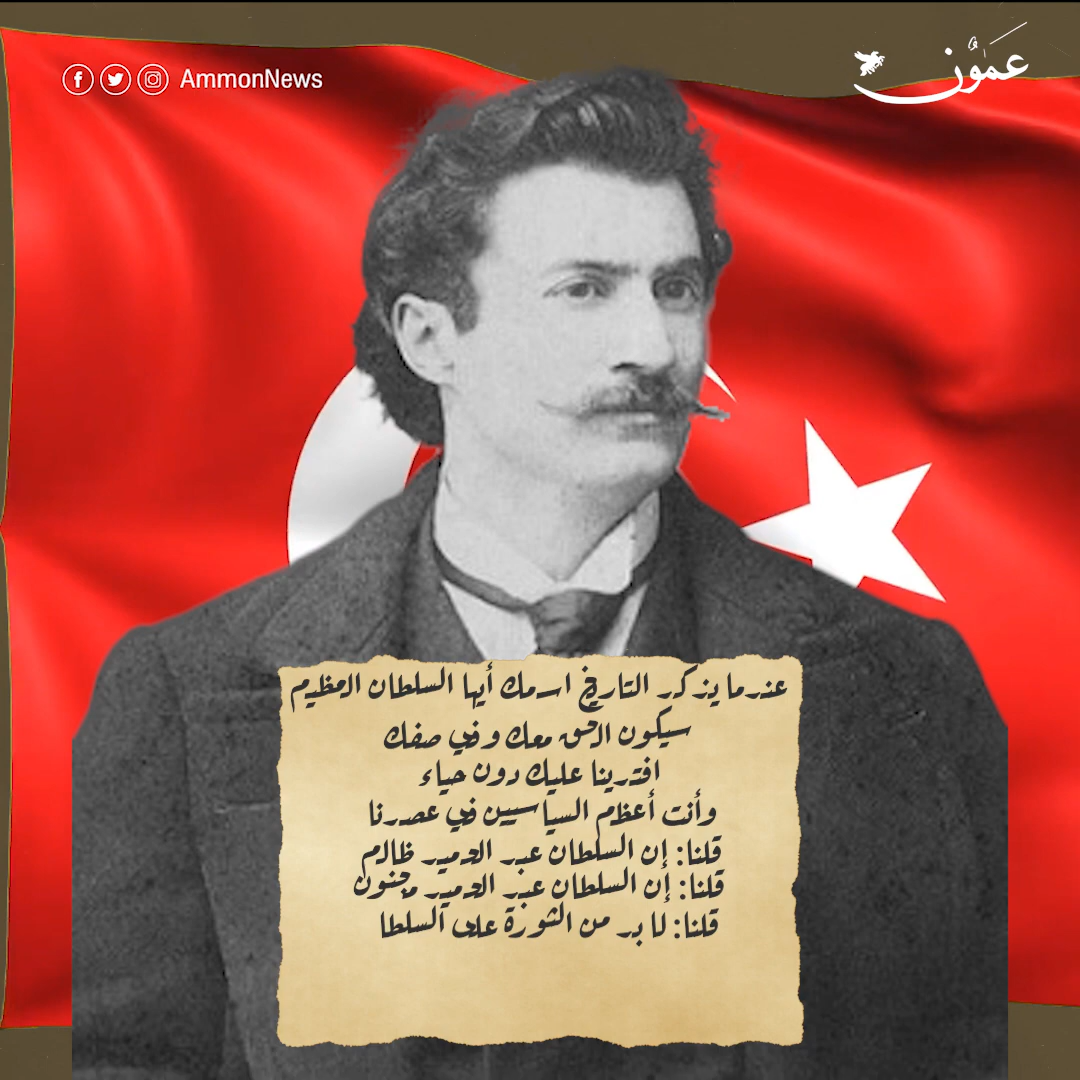 AmmonNews
عَمُّون
عندما يذكر التاريخ اسمك أيها السلطان العظيم
سيكون الحق معك وفي صفك
افترينا عليك دون حياء
وأنت أعظم السياسيين في عصرنا
قلنا: إن السلطان عبد الحميد ظالم
قلنا: إن السلطان عبد الحميد مجنون
قلنا: لا بد من الثورة على السلطا